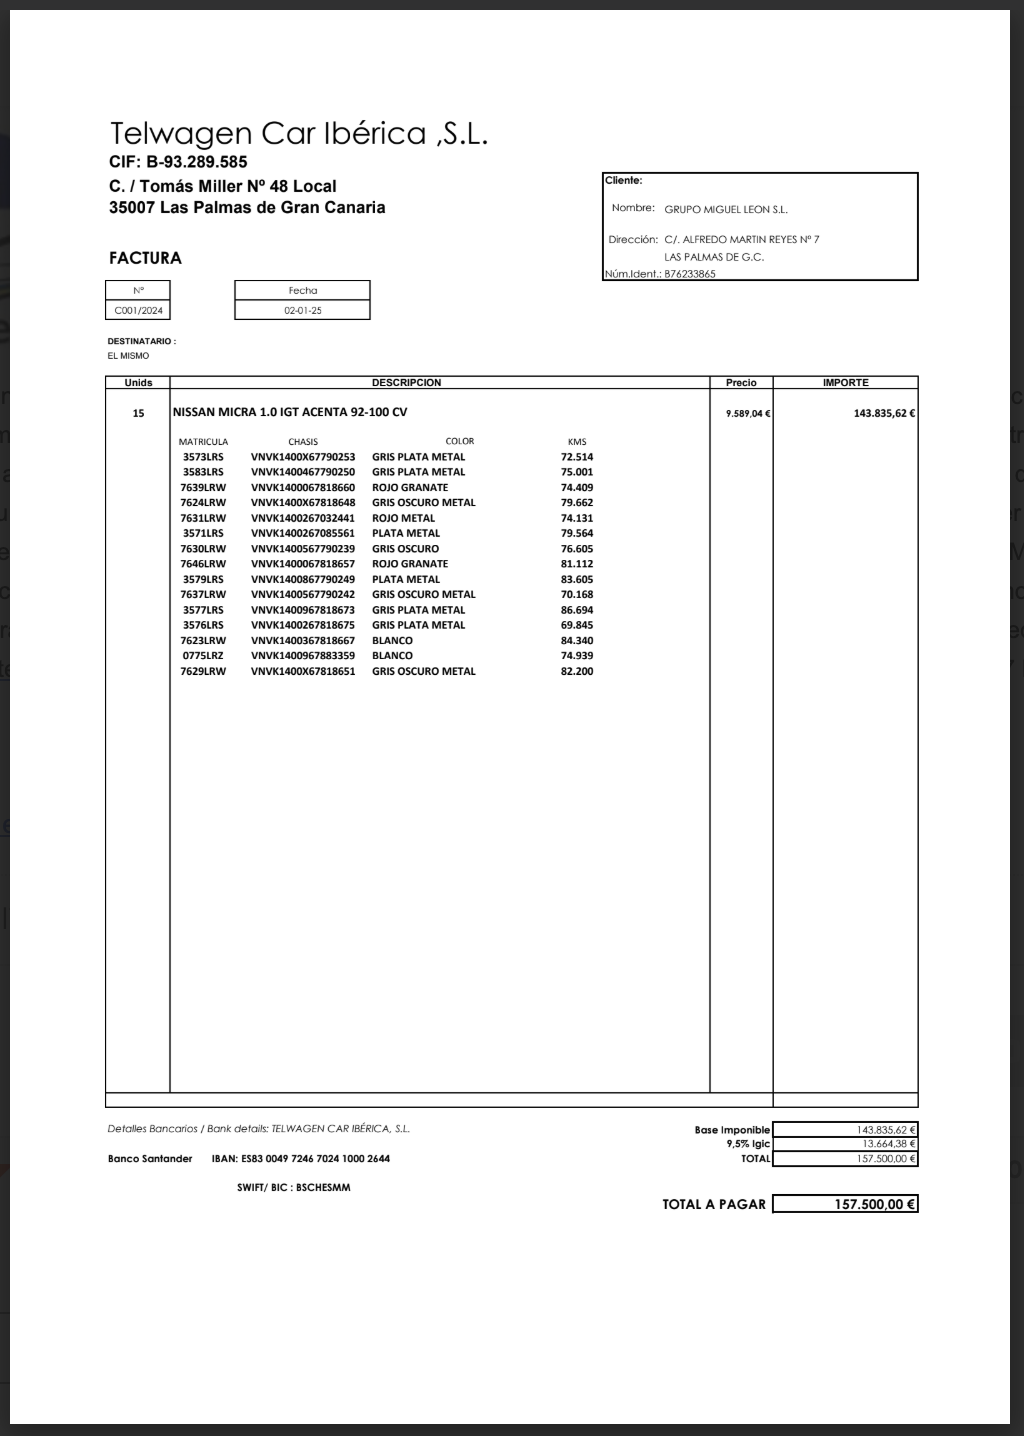 Telwagen Car Ibérica ,S.L.
CIF: B-93.289.585
C. / Tomás Miller Nº 48 Local
35007 Las Palmas de Gran Canaria
Cliente:
Nombre: GRUPO MIGUEL LEON S.L.
Dirección: C/. ALFREDO MARTIN REYES Nº 7
LAS PALMAS DE G.C.
Núm.Ident.: B76233865
FACTURA
Nº Fecha
C001/2024 02-01-25
DESTINATARIO :
EL MISMO
Unids DESCRIPCION Precio IMPORTE
15 NISSAN MICRA 1.0 IGT ACENTA 92-100 CV 9.589,04 € 143.835,62 €
MATRICULA CHASIS COLOR KMS
3573LRS VNVK1400X67790253 GRIS PLATA METAL 72.514
3583LRS VNVK1400467790250 GRIS PLATA METAL 75.001
7639LRW VNVK1400067818660 ROJO GRANATE 74.409
7624LRW VNVK1400X67818648 GRIS OSCURO METAL 79.662
7631LRW VNVK1400267032441 ROJO METAL 74.131
3571LRS VNVK1400267085561 PLATA METAL 79.564
7630LRW VNVK1400567790239 GRIS OSCURO 76.605
7646LRW VNVK1400067818657 ROJO GRANATE 81.112
3579LRS VNVK1400867790249 PLATA METAL 83.605
7637LRW VNVK1400567790242 GRIS OSCURO METAL 70.168
3577LRS VNVK1400967818673 GRIS PLATA METAL 86.694
3576LRS VNVK1400267818675 GRIS PLATA METAL 69.845
7623LRW VNVK1400367818667 BLANCO 84.340
0775LRZ VNVK1400967883359 BLANCO 74.939
7629LRW VNVK1400X67818651 GRIS OSCURO METAL 82.200
Detalles Bancarios / Bank details: TELWAGEN CAR IBÉRICA, S.L.
Banco Santander IBAN: ES83 0049 7246 7024 1000 2644
SWIFT/ BIC : BSCHESMM
Base Imponible 143.835,62 €
9,5% Igic 13.664,38 €
TOTAL 157.500,00 €
TOTAL A PAGAR 157.500,00 €